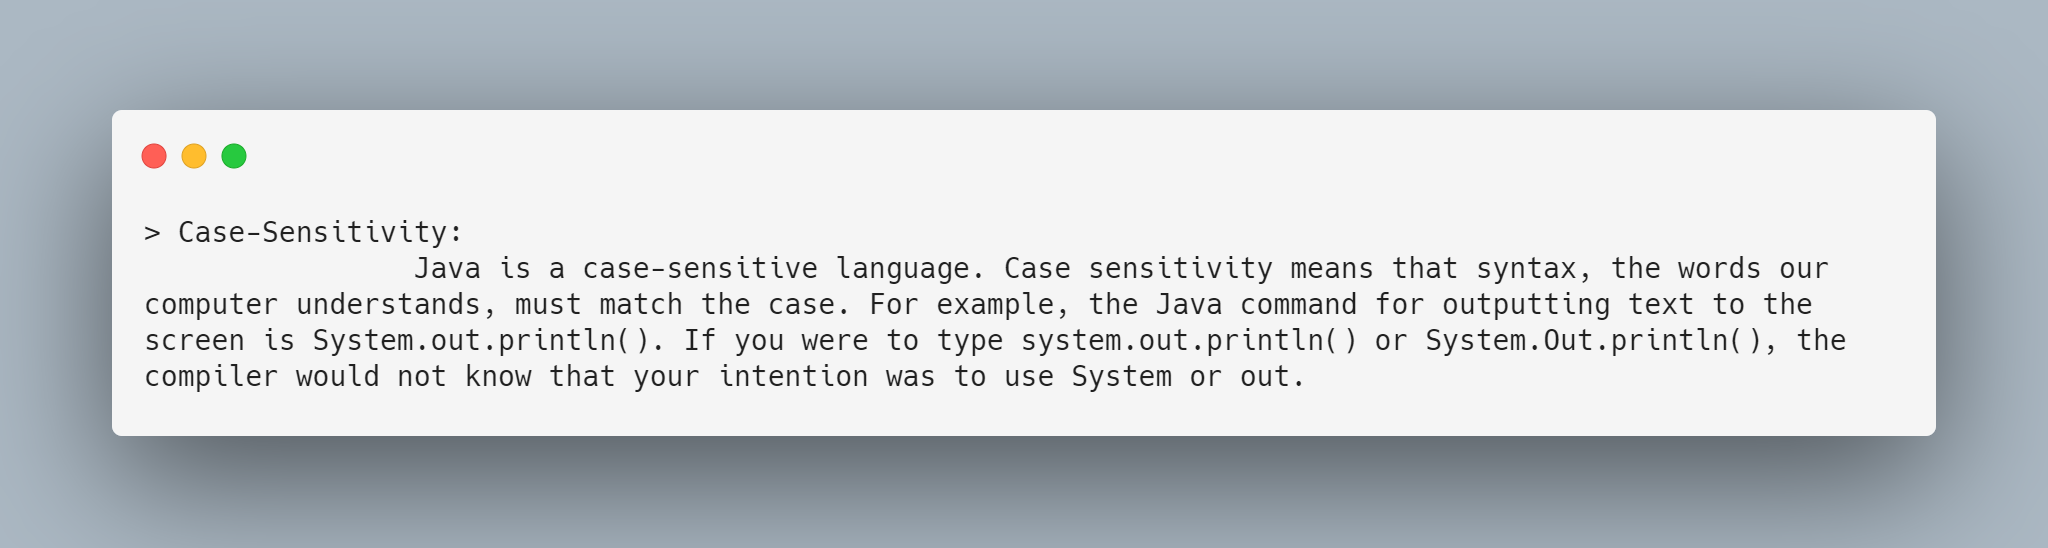 > Case-Sensitivity:
Java is a case-sensitive language. Case sensitivity means that syntax, the words our
computer understands, must match the case. For example, the Java command for outputting text to the
screen is System.out.println(). If you were to type system.out.println() or System.Out.println(), the
compiler would not know that your intention was to use System or out.